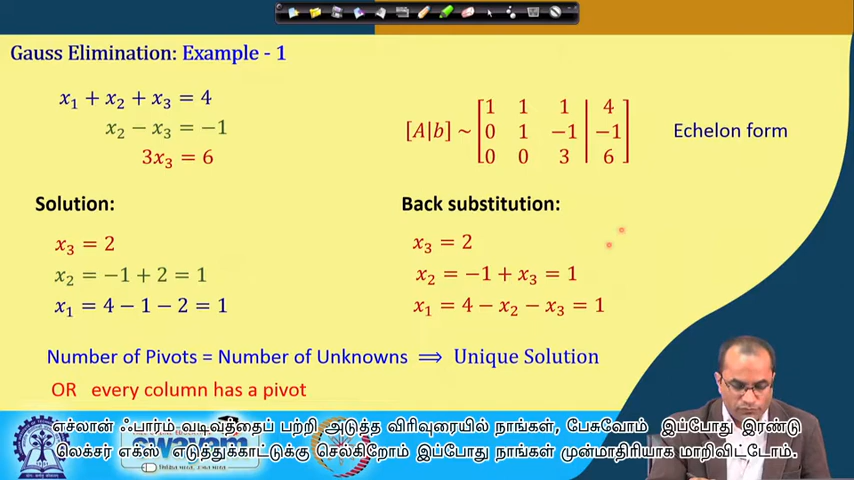 Gauss Elimination: Example - 1
x₁ + x₂ + x₃ = 4
x₂ − x₃ = −1
3x₃ = 6
[A|b] ~ [1 1 1 | 4
0 1 −1 | −1
0 0 3 | 6]
Echelon form
Solution:
x₃ = 2
x₂ = −1 + 2 = 1
x₁ = 4 − 1 − 2 = 1
Back substitution:
x₃ = 2
x₂ = −1 + x₃ = 1
x₁ = 4 − x₂ − x₃ = 1
Number of Pivots = Number of Unknowns ⟹ Unique Solution
OR every column has a pivot
எச்லான் ஃபார்ம் வடிவத்தைப் பற்றி அடுத்த விரிவுரையில் நாங்கள், பேசுவோம் இப்போது இரண்டு
லெக்சர் எக்ஸ் எடுத்துக்காட்டுக்கு செல்கிறோம் இப்போது நாங்கள் முன்மாதிரியாக மாறிவிட்டோம்.
swayam